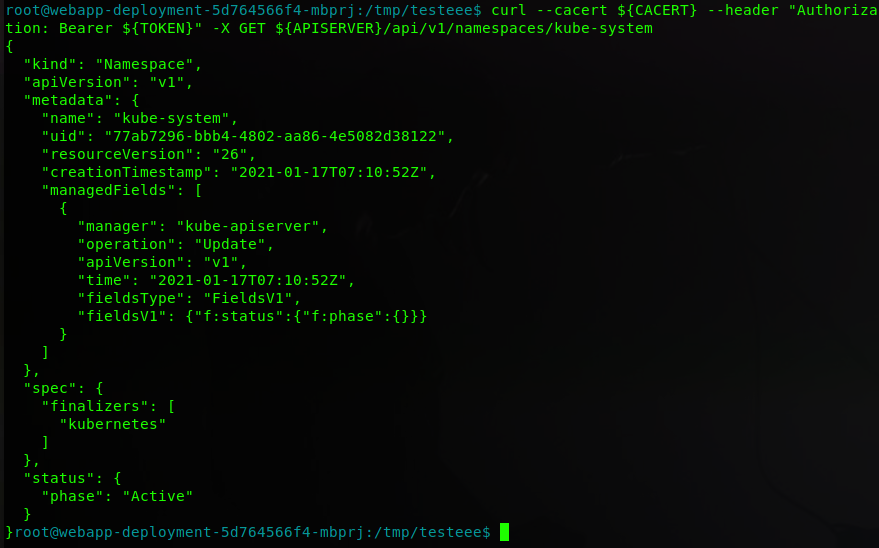 root@webapp-deployment-5d764566f4-mbprj:/tmp/testeee$ curl --cacert ${CACERT} --header "Authoriza
tion: Bearer ${TOKEN}" -X GET ${APISERVER}/api/v1/namespaces/kube-system
{
  "kind": "Namespace",
  "apiVersion": "v1",
  "metadata": {
    "name": "kube-system",
    "uid": "77ab7296-bbb4-4802-aa86-4e5082d38122",
    "resourceVersion": "26",
    "creationTimestamp": "2021-01-17T07:10:52Z",
    "managedFields": [
      {
        "manager": "kube-apiserver",
        "operation": "Update",
        "apiVersion": "v1",
        "time": "2021-01-17T07:10:52Z",
        "fieldsType": "FieldsV1",
        "fieldsV1": {"f:status":{"f:phase":{}}}
      }
    ]
  },
  "spec": {
    "finalizers": [
      "kubernetes"
    ]
  },
  "status": {
    "phase": "Active"
  }
}root@webapp-deployment-5d764566f4-mbprj:/tmp/testeee$